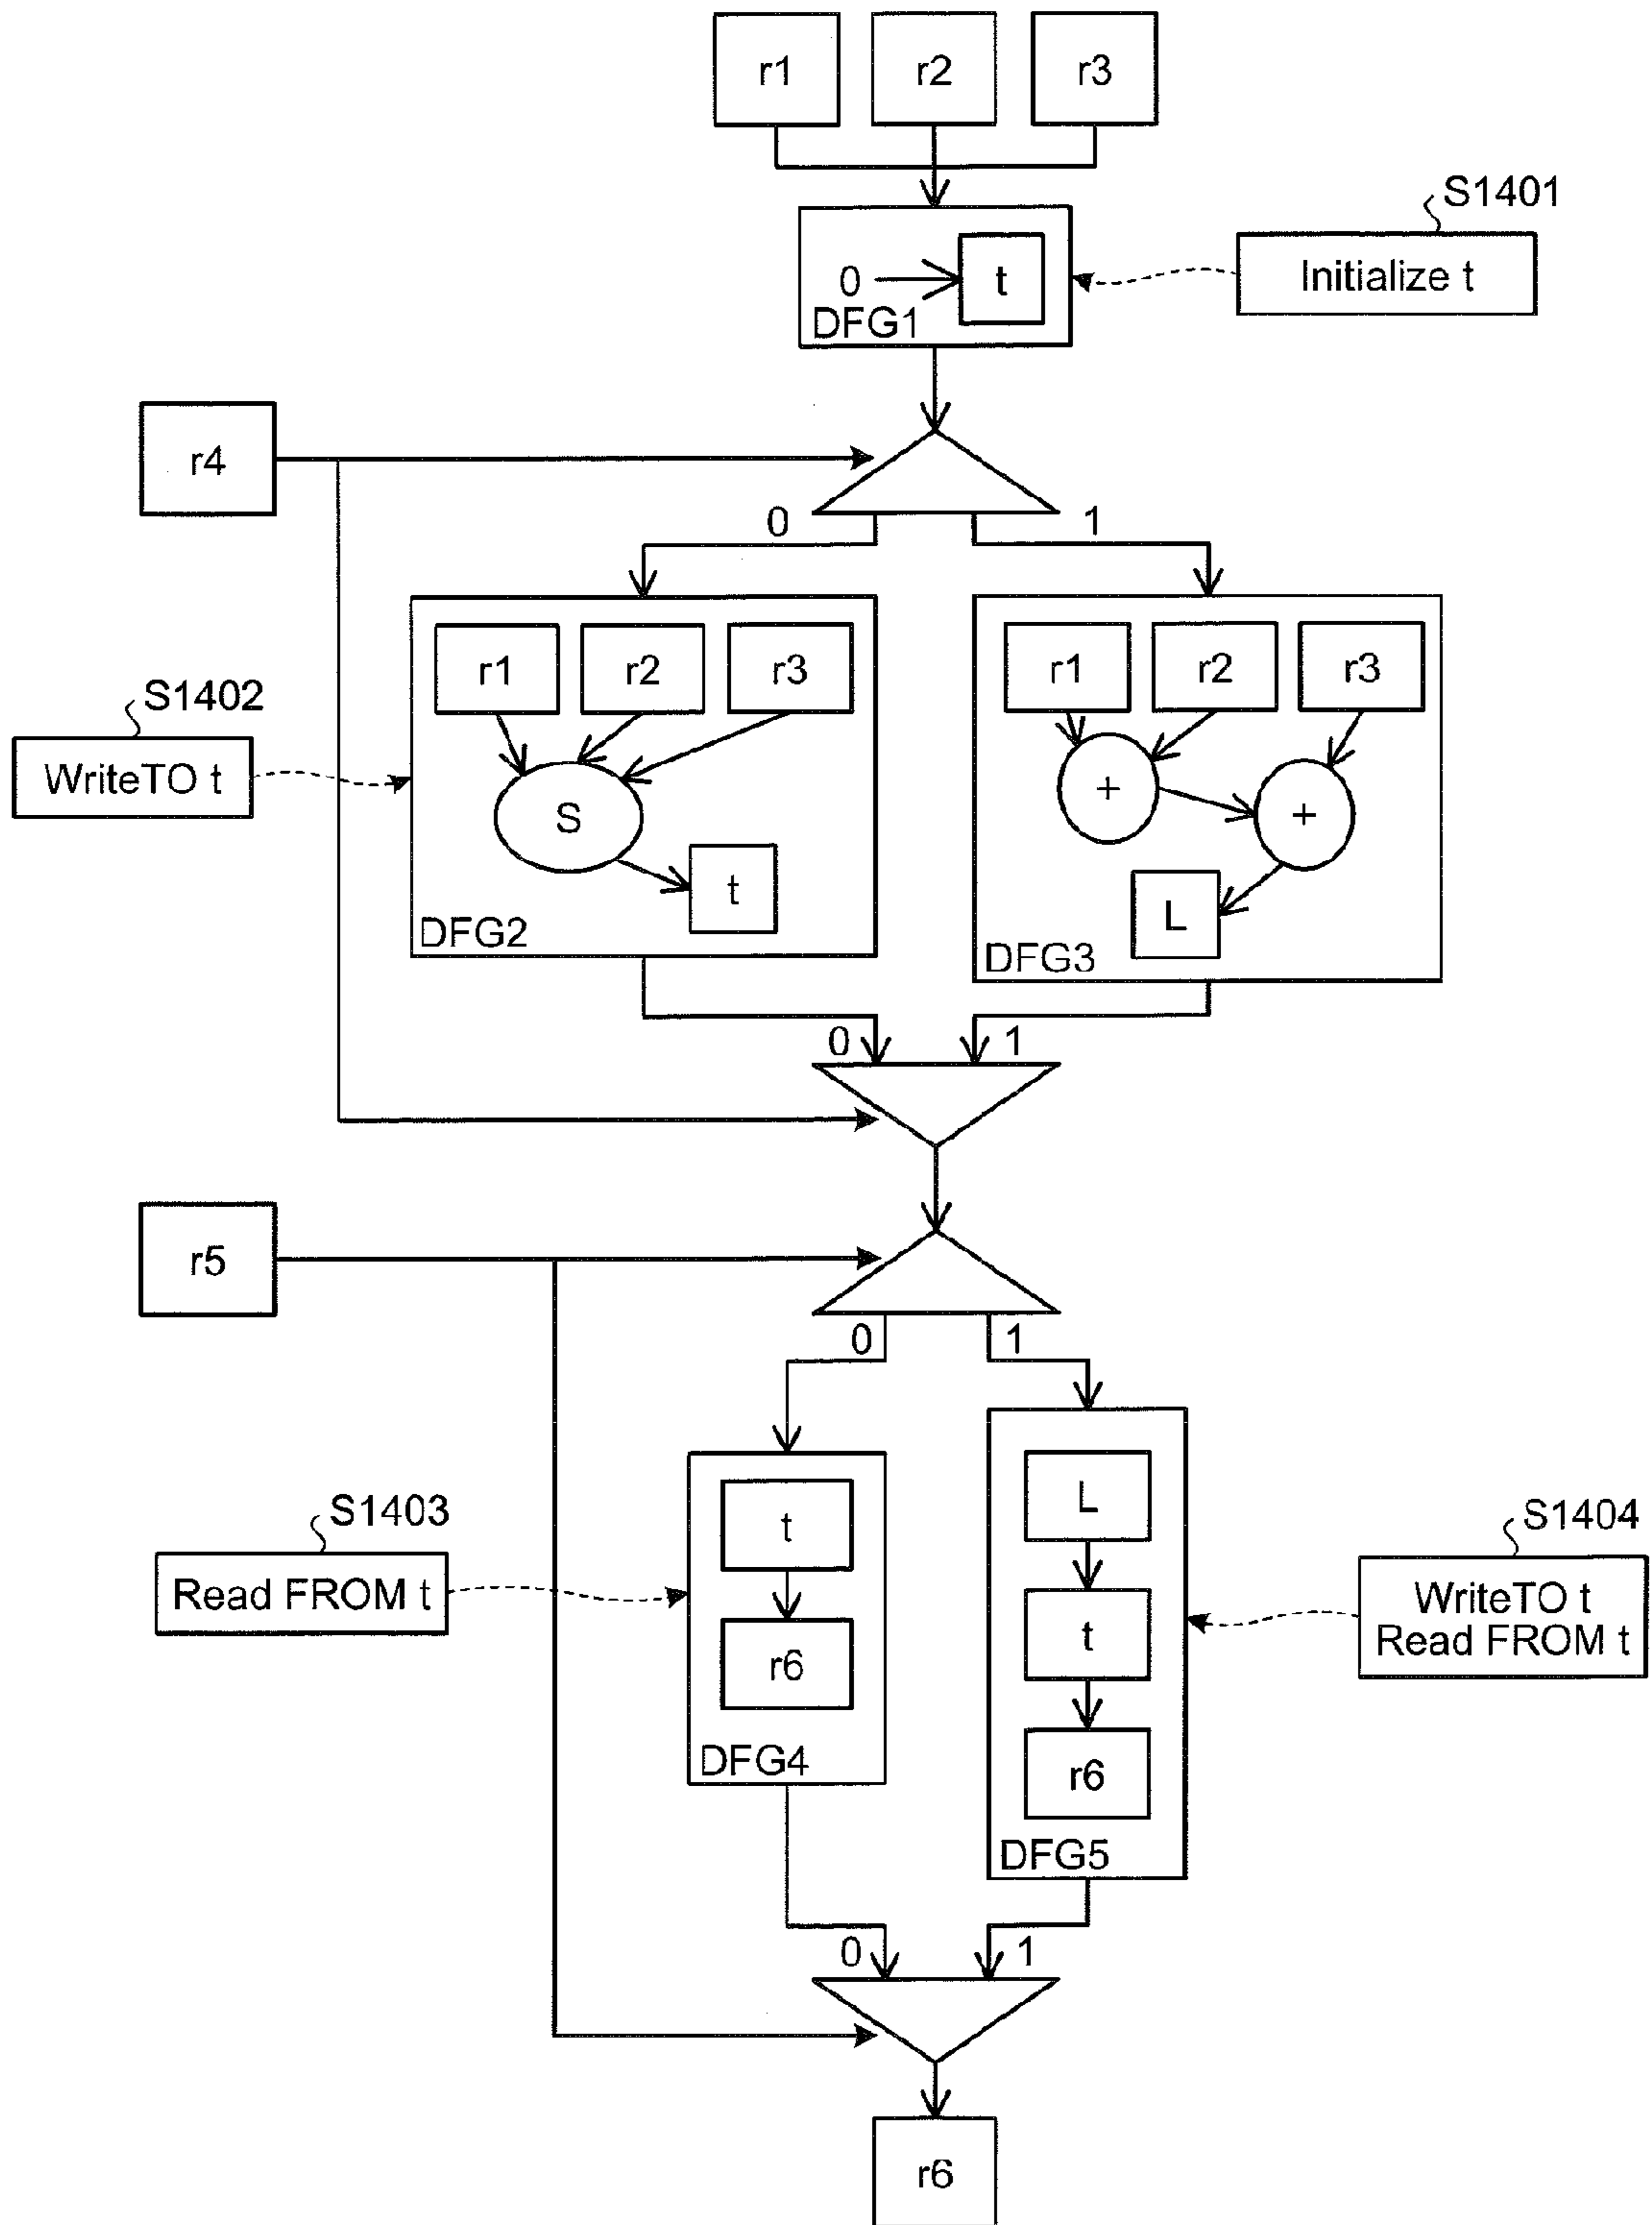 r1 r2 r3
S1401
0 t
DFG1
Initialize t
r4
0 1
r1 r2 r3
S
t
DFG2
S1402
WriteTO t
r1 r2 r3
+
+
L
DFG3
0 1
r5
0 1
t
r6
DFG4
S1403
Read FROM t
L
t
r6
DFG5
S1404
WriteTO t
Read FROM t
0 1
r6